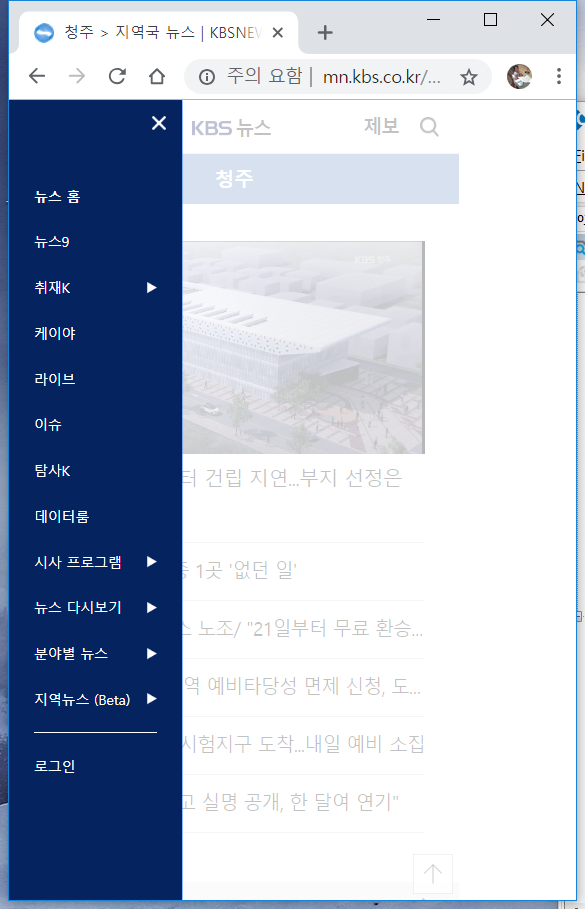 청주 > 지역국 뉴스 | KBSNEW
주의 요함 | mn.kbs.co.kr/...
KBS 뉴스
제보
청주
뉴스 홈
뉴스9
취재K
케이야
라이브
이슈
탐사K
데이터룸
시사 프로그램
뉴스 다시보기
분야별 뉴스
지역뉴스 (Beta)
로그인
KBS 청주
터 건립 지연...부지 선정은
1곳 '없던 일'
노조/ "21일부터 무료 환승...
역 예비타당성 면제 신청, 도...
시험지구 도착...내일 예비 소집
고 실명 공개, 한 달여 연기"